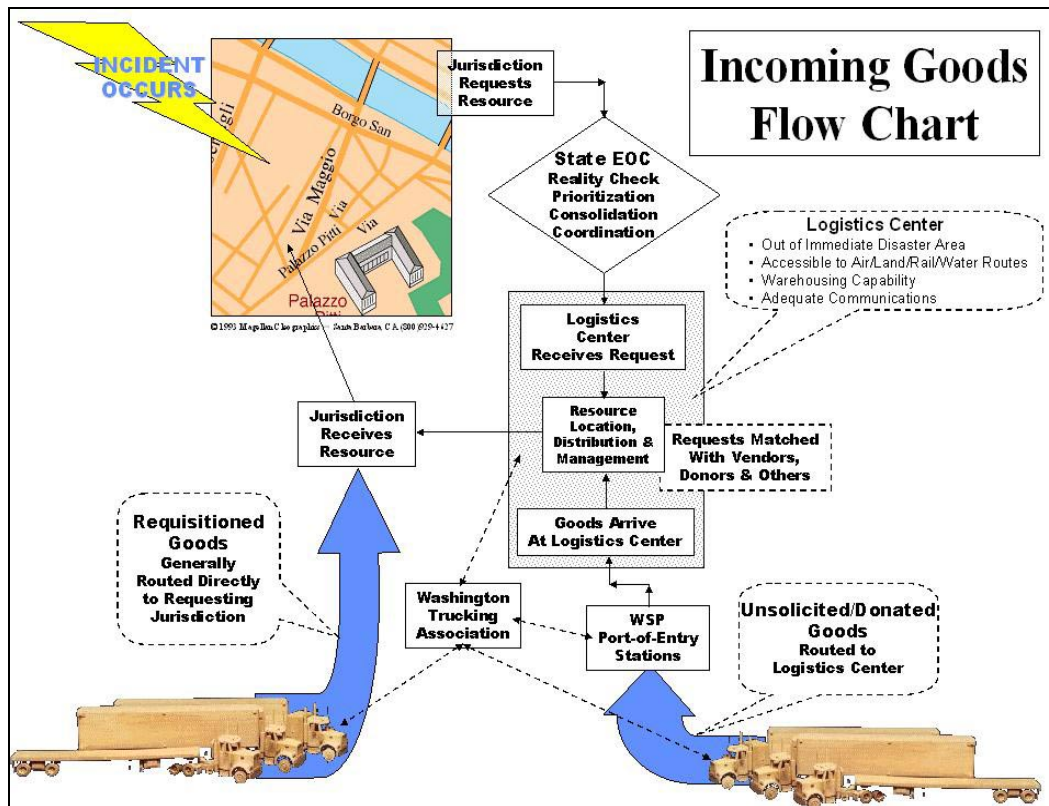 INCIDENT
OCCURS
Borgo San
Via Maggio
Palazzo Pitti
Via
Via
Palazzo
Pitti
Jurisdiction
Requests
Resource
Incoming Goods
Flow Chart
State EOC
Reality Check
Prioritization
Consolidation
Coordination
Logistics Center
• Out of Immediate Disaster Area
• Accessible to Air/Land/Rail/Water Routes
• Warehousing Capability
• Adequate Communications
Logistics
Center
Receives Request
Jurisdiction
Receives
Resource
Resource
Location,
Distribution &
Management
Requests Matched
With Vendors,
Donors & Others
Goods Arrive
At Logistics Center
Requisitioned
Goods
Generally
Routed Directly
to Requesting
Jurisdiction
Washington
Trucking
Association
WSP
Port-of-Entry
Stations
Unsolicited/Donated
Goods
Routed to
Logistics Center